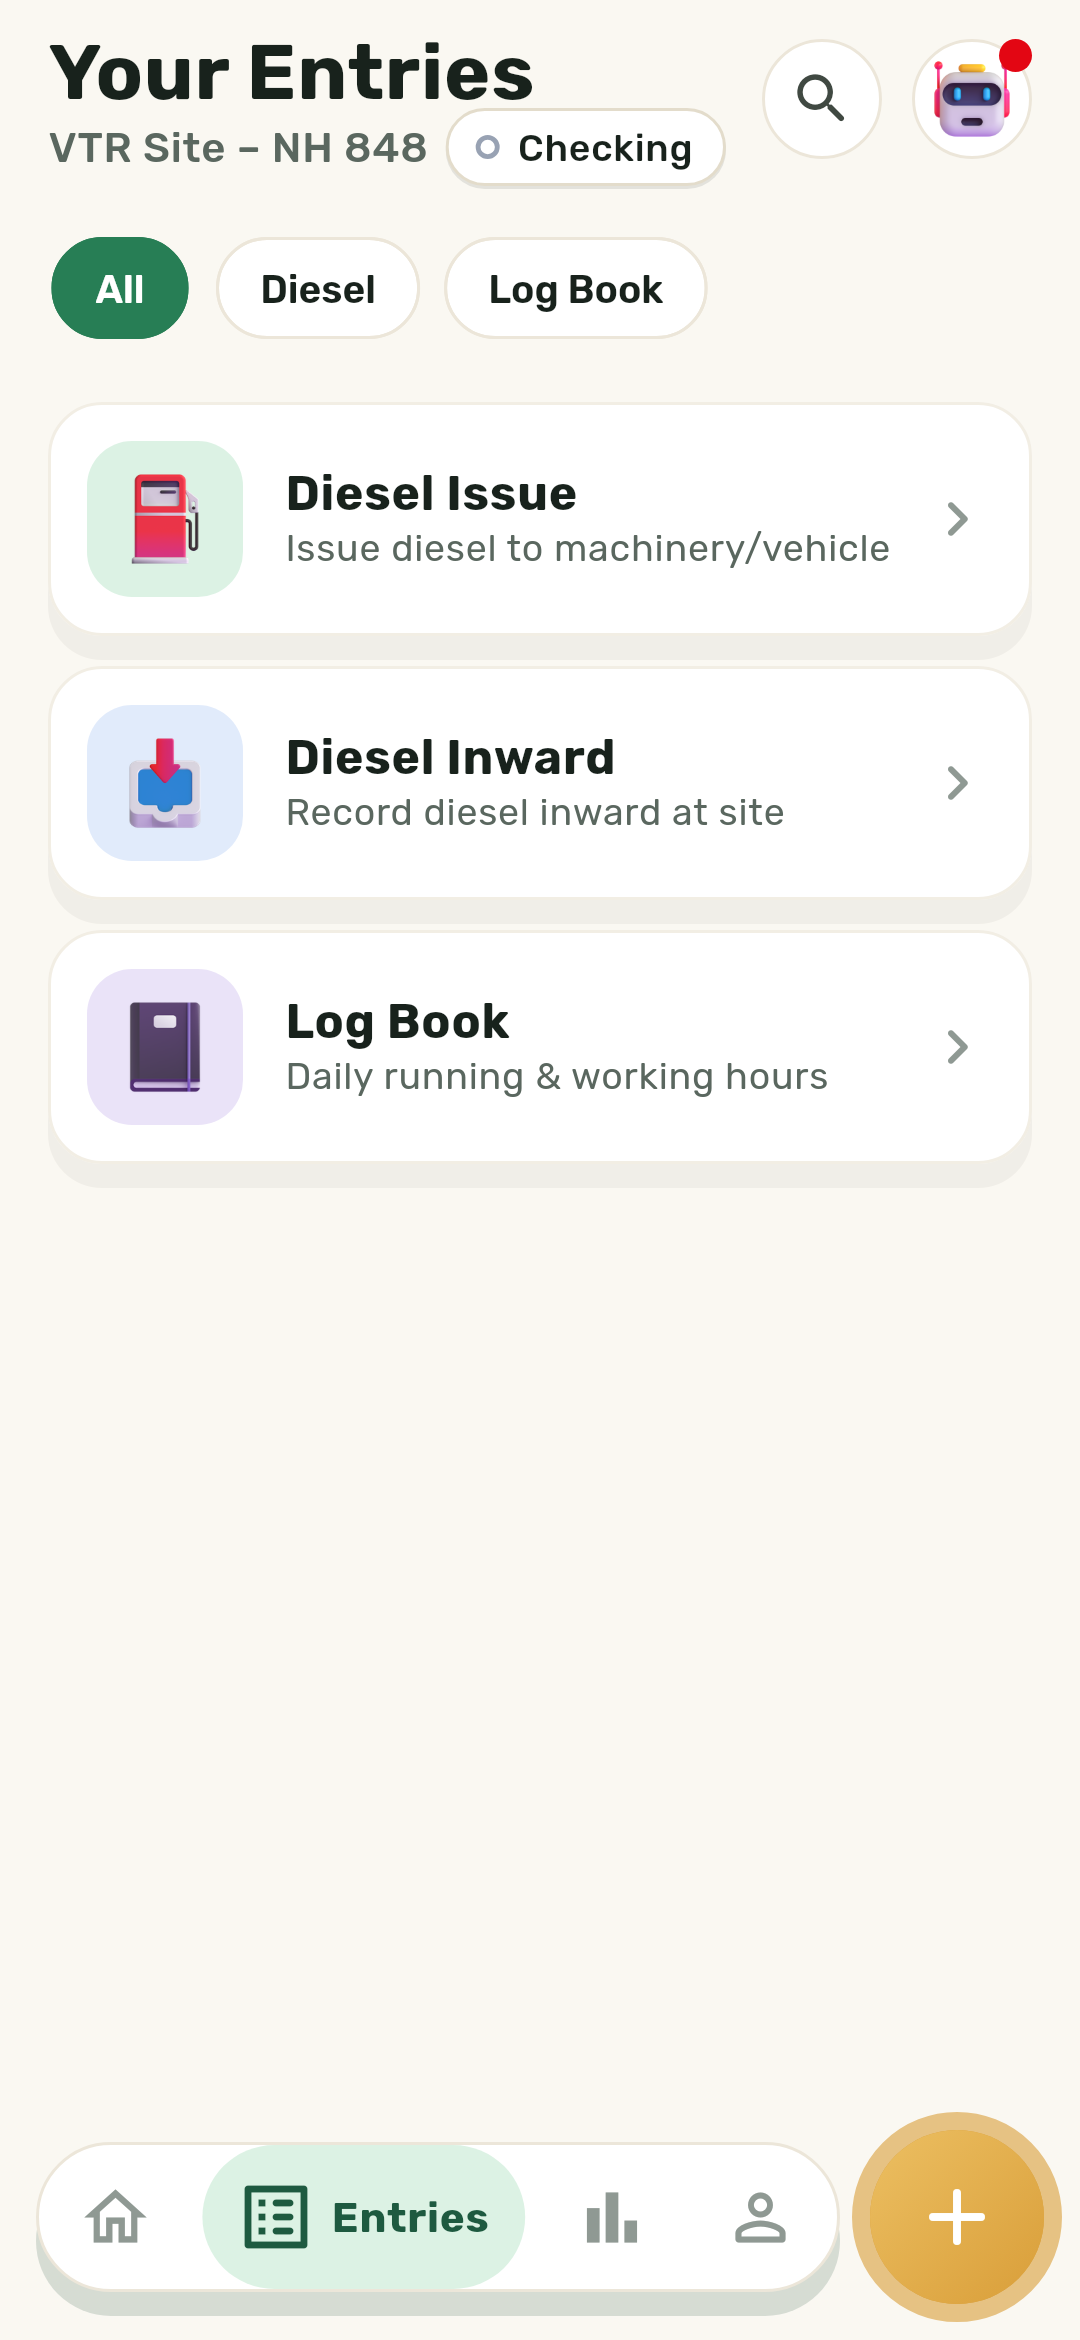 Your Entries
VTR Site – NH 848
Checking
All
Diesel
Log Book
Diesel Issue
Issue diesel to machinery/vehicle
Diesel Inward
Record diesel inward at site
Log Book
Daily running & working hours
Entries